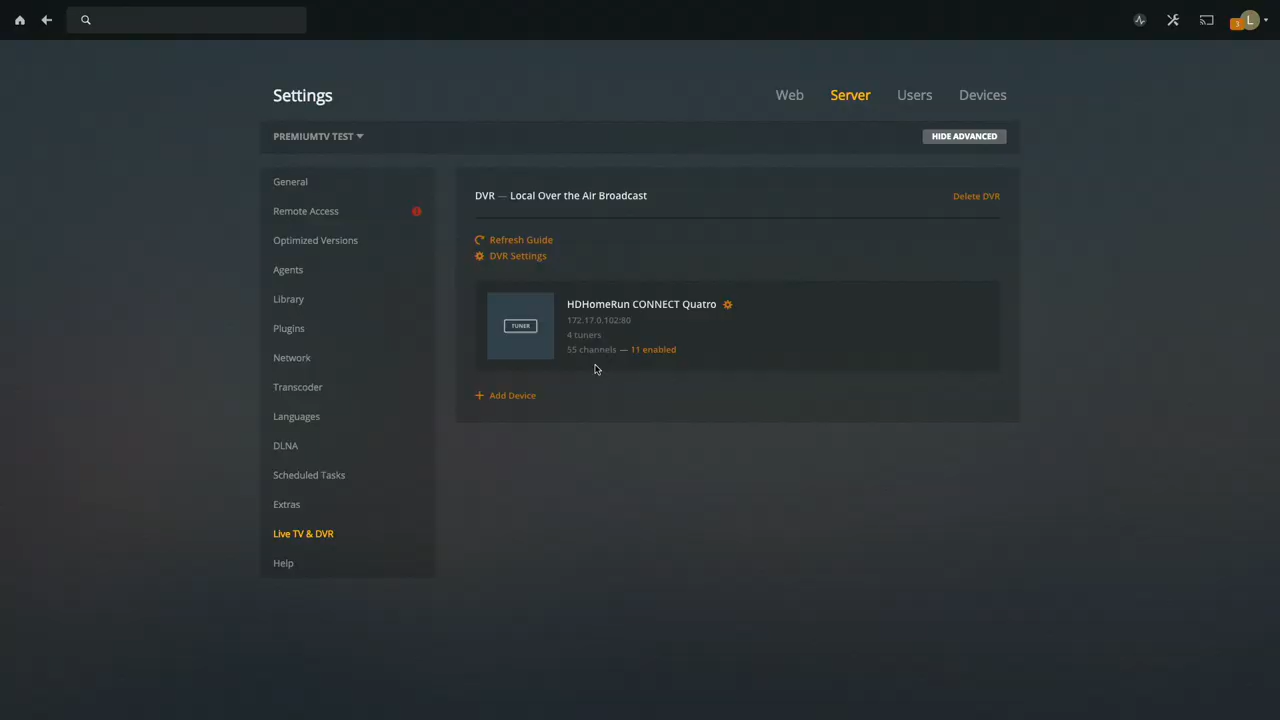 3
L
Settings
Web
Server
Users
Devices
PREMIUMTV TEST
HIDE ADVANCED
General
Remote Access
Optimized Versions
Agents
Library
Plugins
Network
Transcoder
Languages
DLNA
Scheduled Tasks
Extras
Live TV & DVR
Help
DVR — Local Over the Air Broadcast
Delete DVR
Refresh Guide
DVR Settings
TUNER
HDHomeRun CONNECT Quatro
172.17.0.102:80
4 tuners
55 channels — 11 enabled
Add Device